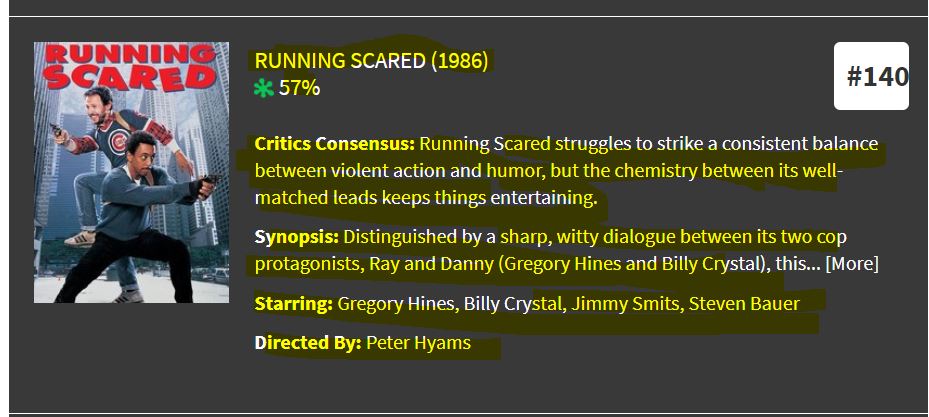 RUNNING
SCARED
RUNNING SCARED (1986)
57%
#140
Critics Consensus: Running Scared struggles to strike a consistent balance
between violent action and humor, but the chemistry between its well-
matched leads keeps things entertaining.
Synopsis: Distinguished by a sharp, witty dialogue between its two cop
protagonists, Ray and Danny (Gregory Hines and Billy Crystal), this... [More]
Starring: Gregory Hines, Billy Crystal, Jimmy Smits, Steven Bauer
Directed By: Peter Hyams